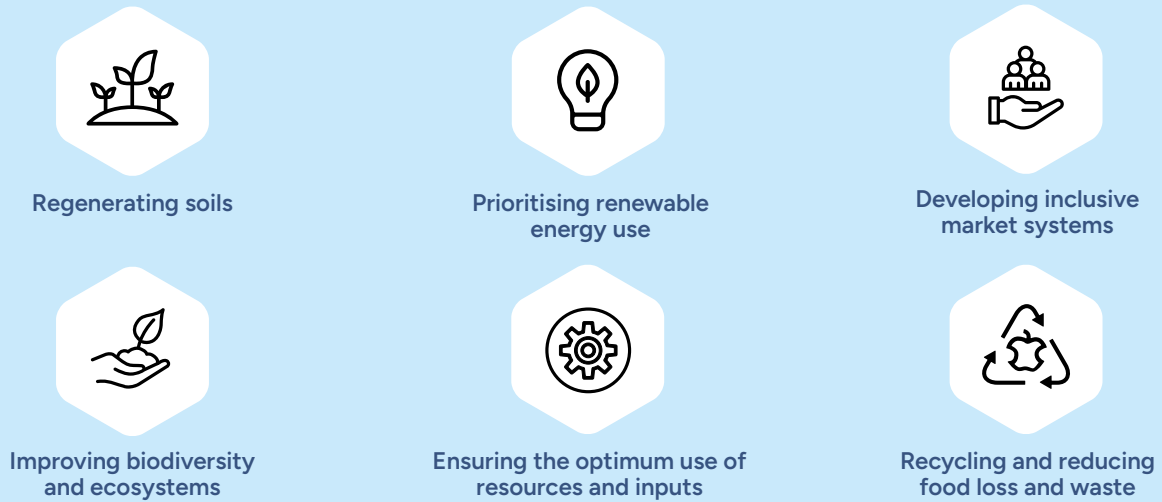 Regenerating soils
Prioritising renewable
energy use
Developing inclusive
market systems
Improving biodiversity
and ecosystems
Ensuring the optimum use of
resources and inputs
Recycling and reducing
food loss and waste